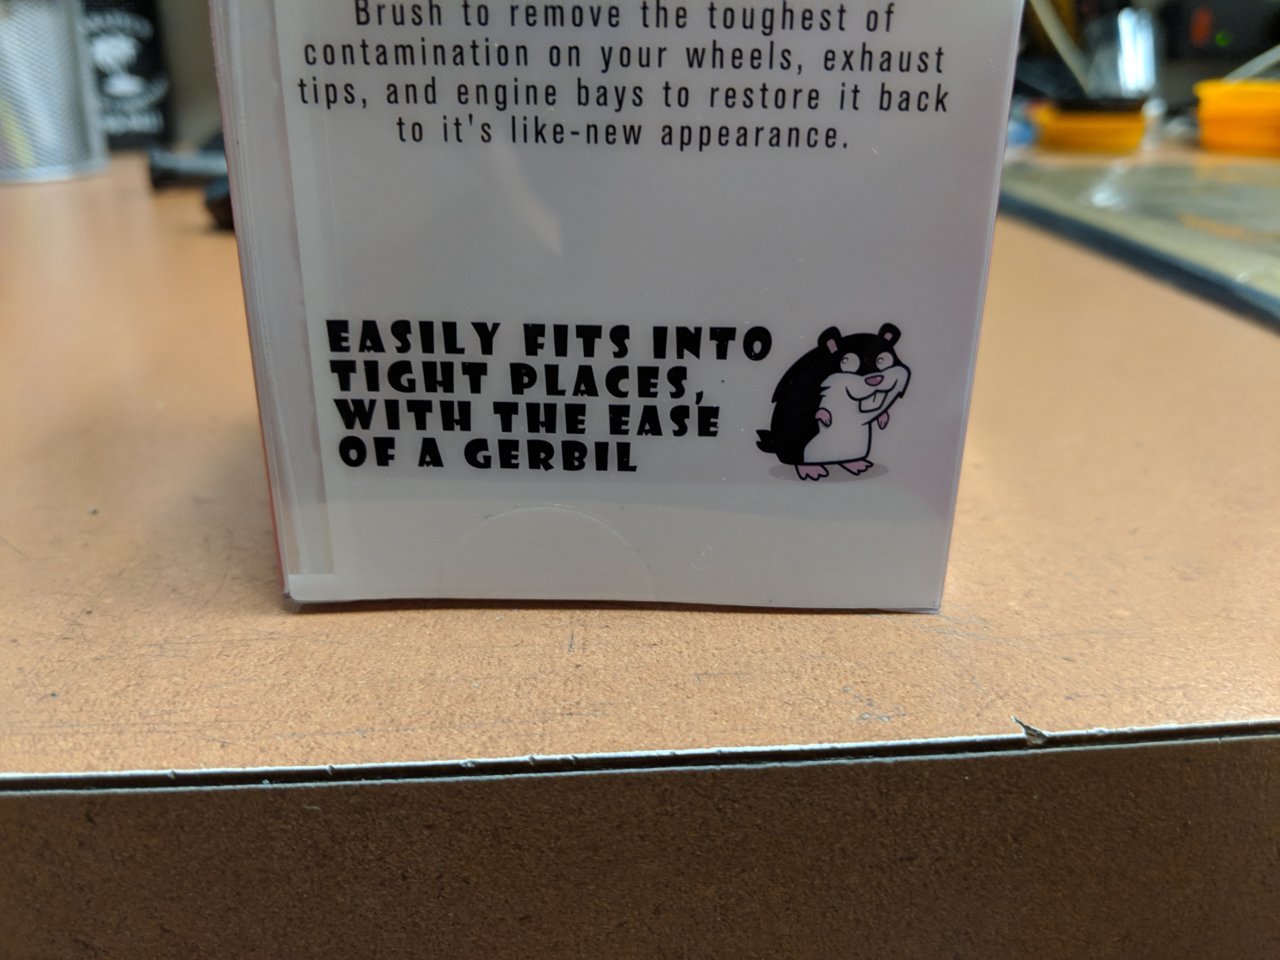 Brush to remove the toughest of
contamination on your wheels, exhaust
tips, and engine bays to restore it back
to it's like-new appearance.
EASILY FITS INTO
TIGHT PLACES,
WITH THE EASE
OF A GERBIL